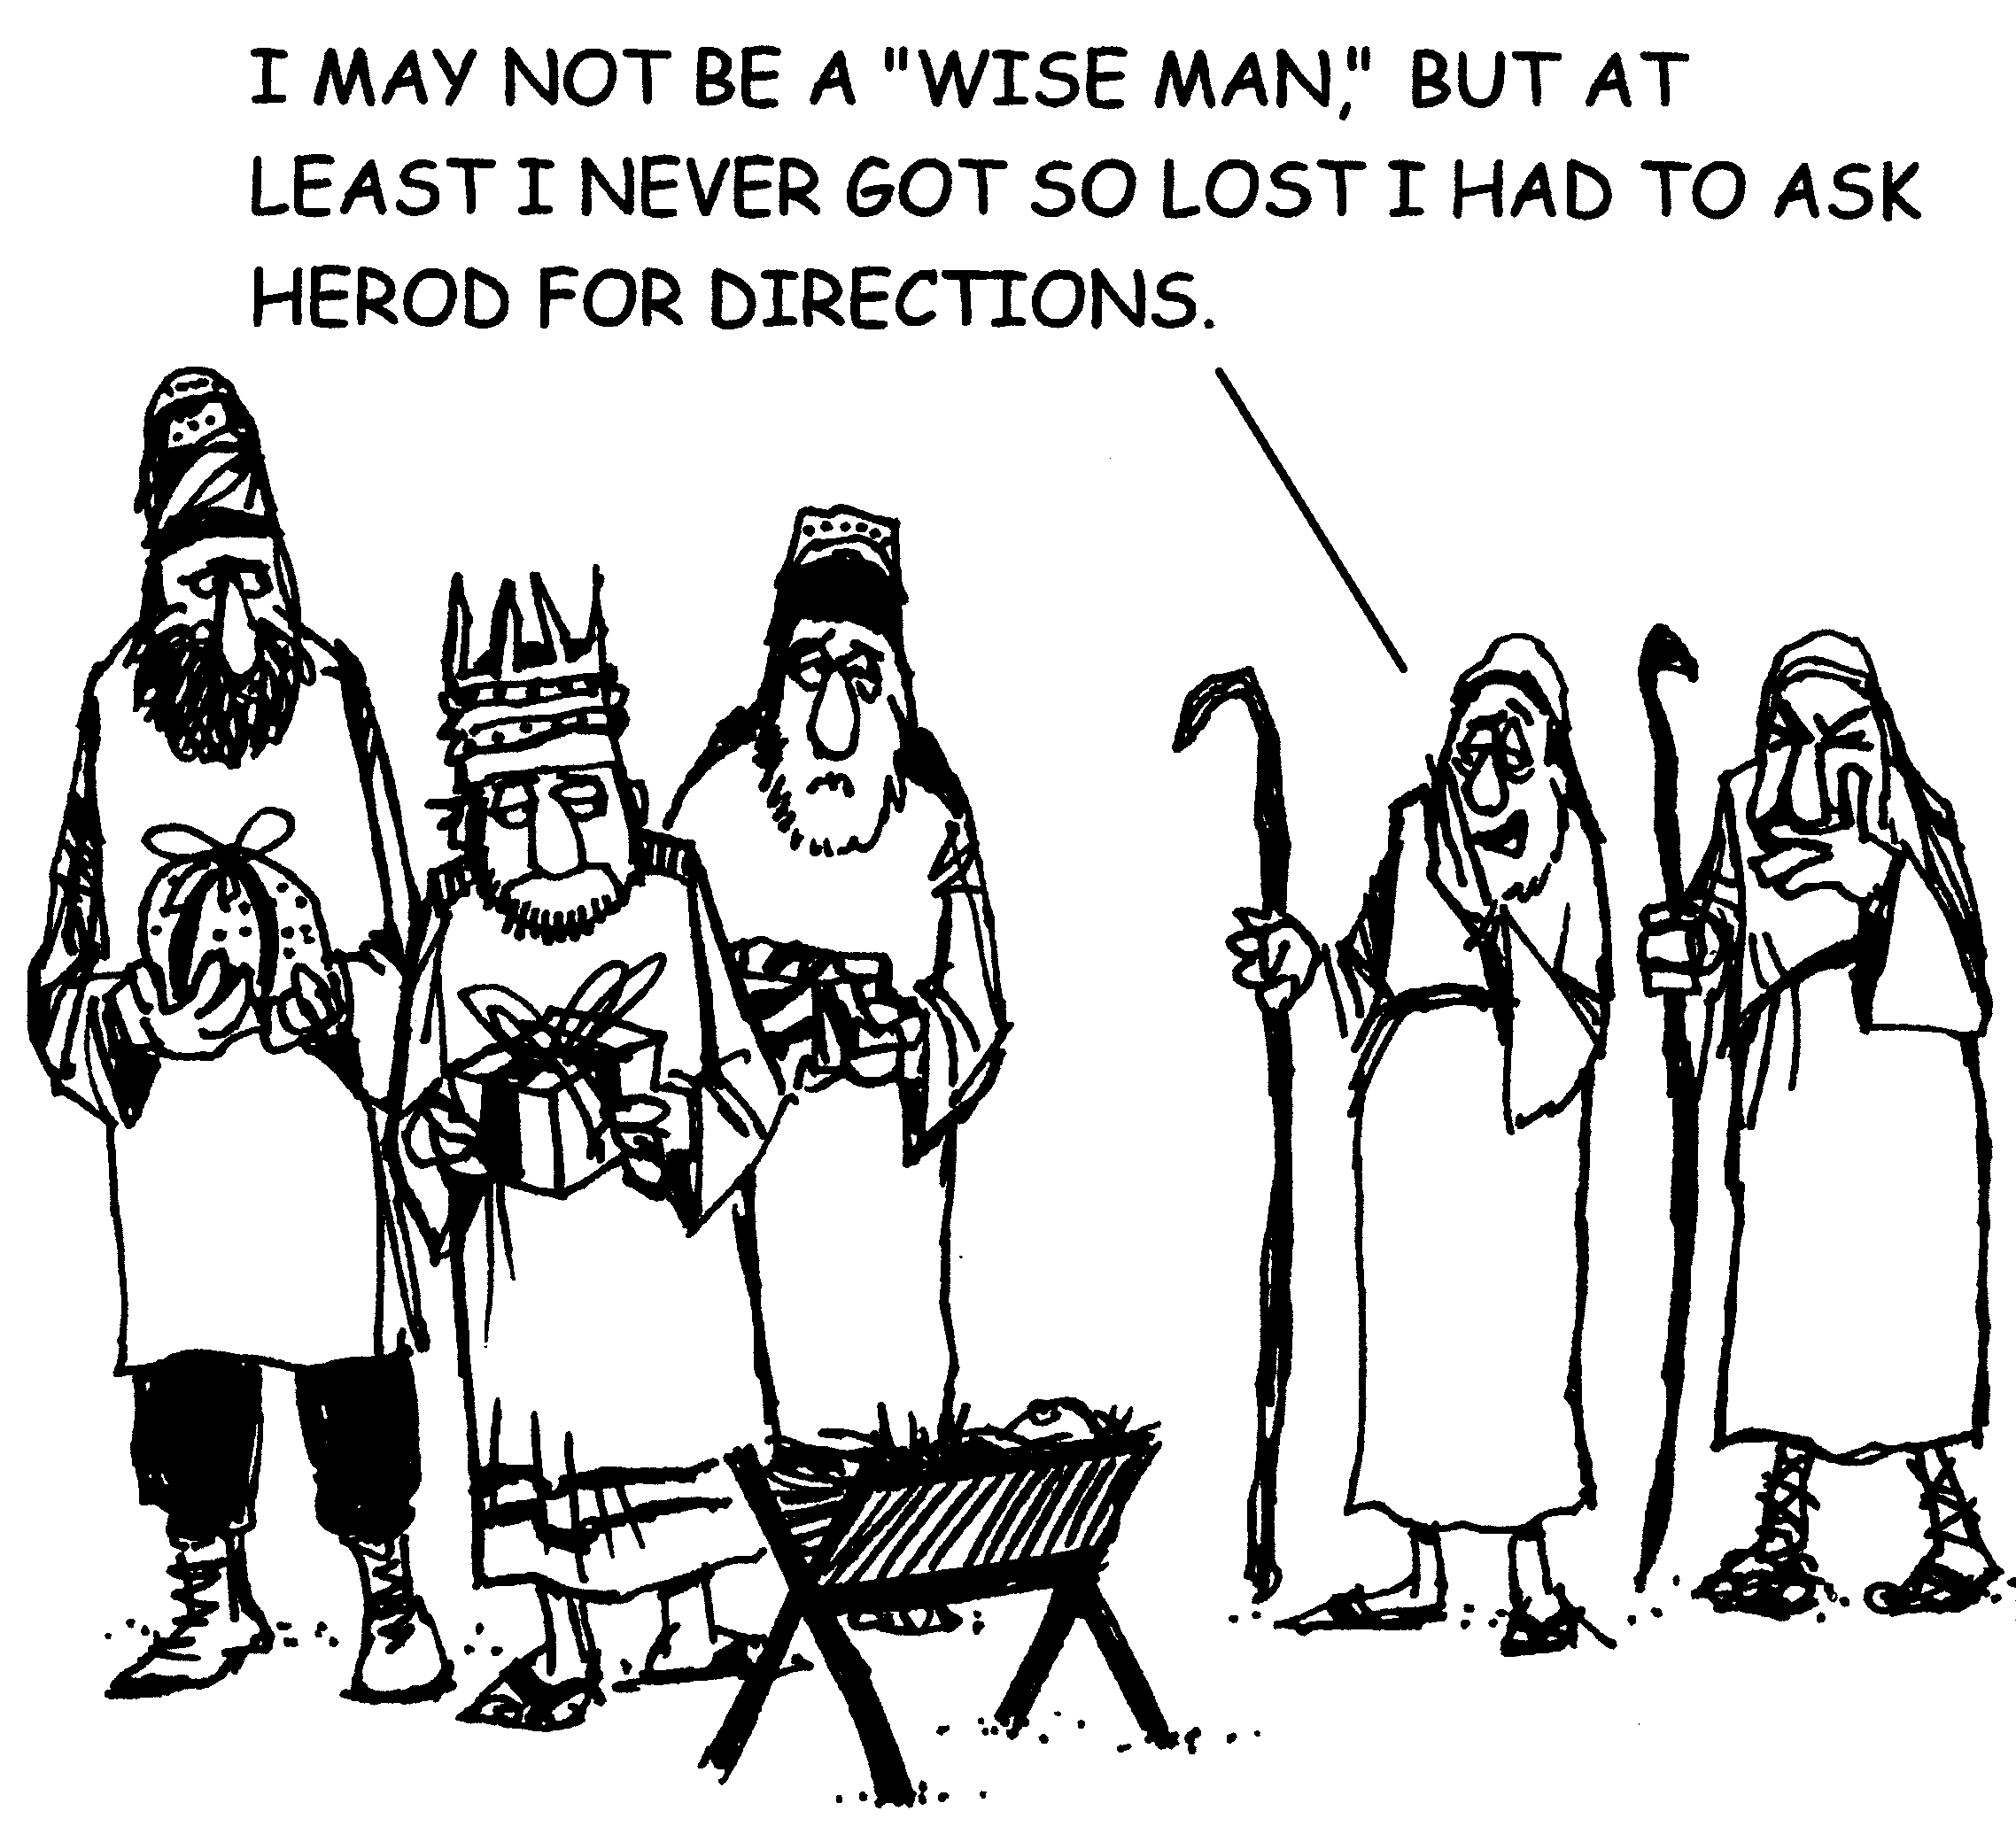 I MAY NOT BE A "WISE MAN," BUT AT
LEAST I NEVER GOT SO LOST I HAD TO ASK
HEROD FOR DIRECTIONS.